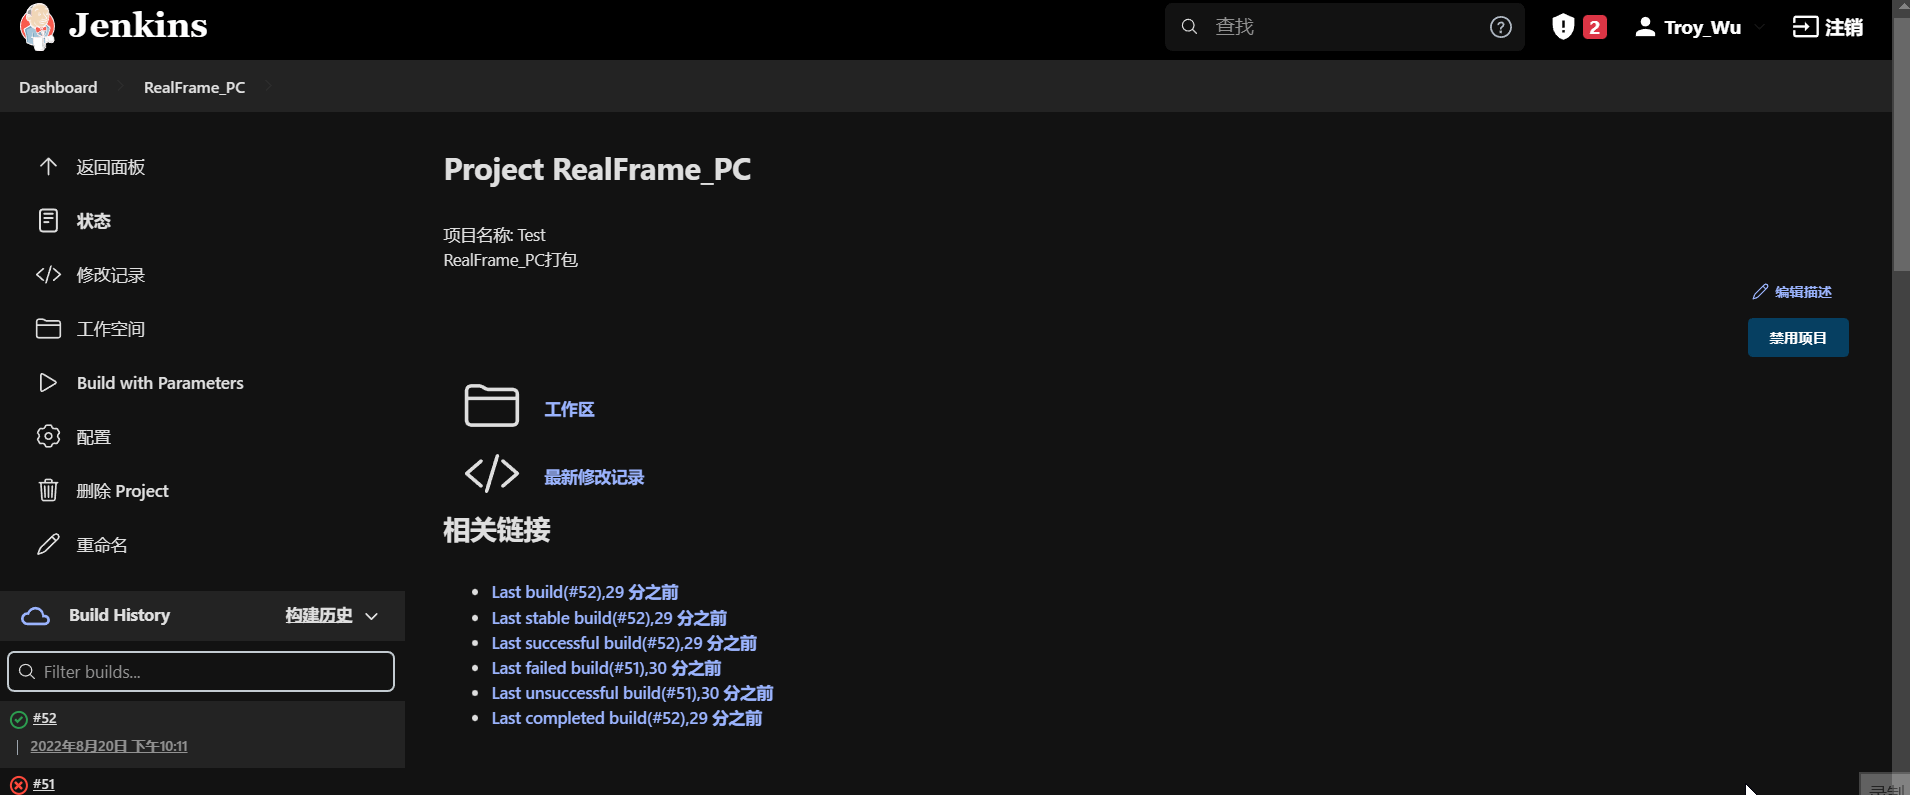 Jenkins
查找
2
Troy_Wu
注销
Dashboard
RealFrame_PC
返回面板
状态
修改记录
工作空间
Build with Parameters
配置
删除 Project
重命名
Build History
构建历史
Filter builds...
#52
2022年8月20日 下午10:11
#51
Project RealFrame_PC
项目名称: Test
RealFrame_PC打包
编辑描述
禁用项目
工作区
最新修改记录
相关链接
Last build(#52),29 分之前
Last stable build(#52),29 分之前
Last successful build(#52),29 分之前
Last failed build(#51),30 分之前
Last unsuccessful build(#51),30 分之前
Last completed build(#52),29 分之前